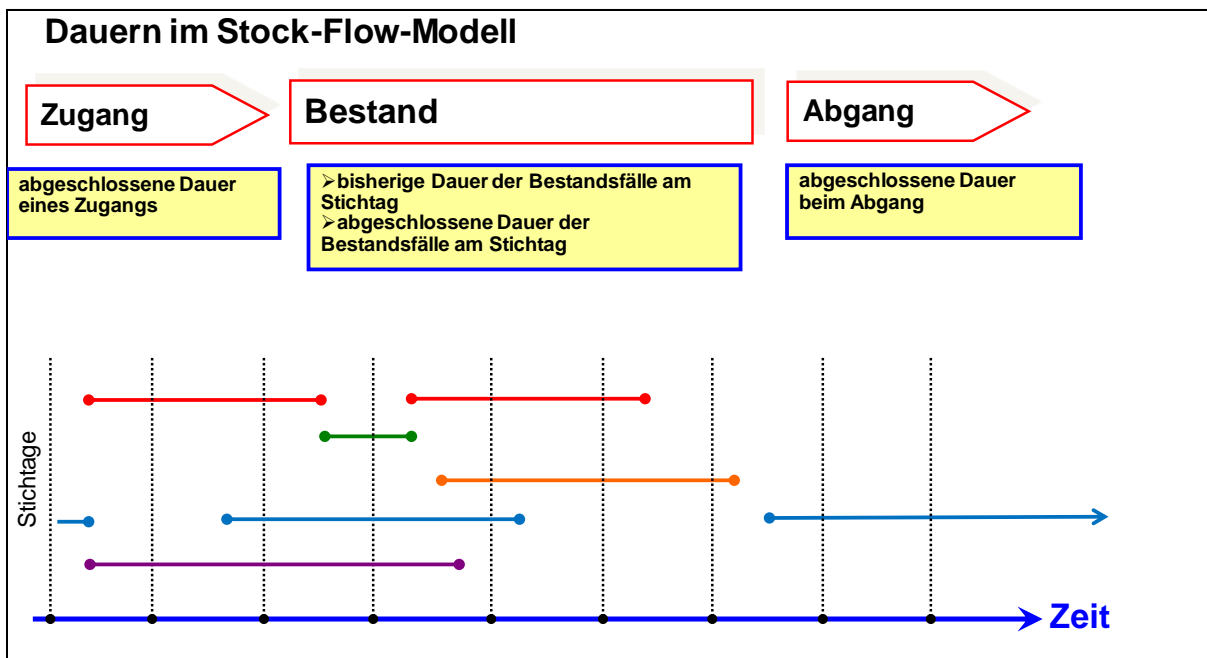 Dauern im Stock-Flow-Modell
Zugang
Bestand
Abgang
abgeschlossene Dauer
eines Zugangs
➢bisherige Dauer der Bestandsfälle am
Stichtag
➢abgeschlossene Dauer der
Bestandsfälle am Stichtag
abgeschlossene Dauer
beim Abgang
Stichtage
Zeit